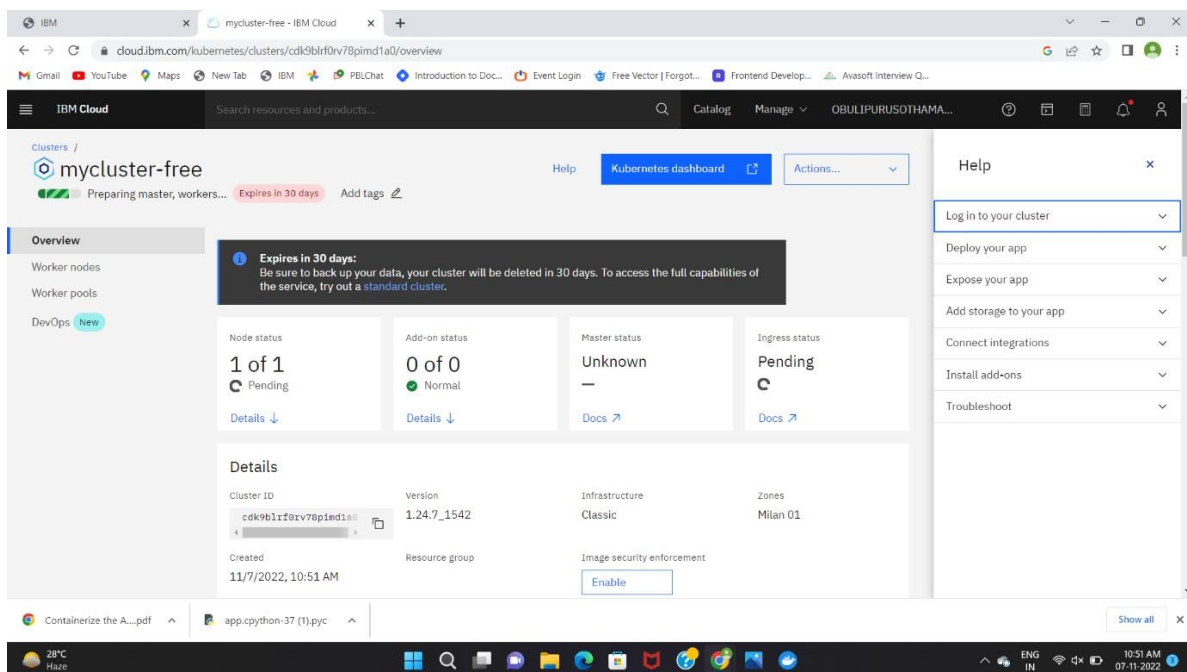 IBM
mycluster-free - IBM Cloud
cloud.ibm.com/kubernetes/clusters/cdk9blrf0rv78pimd1a0/overview
Gmail YouTube Maps New Tab IBM PBLChat Introduction to Doc... Event Login Free Vector | Forgot... Frontend Develop... Avasoft Interview Q...
IBM Cloud Search resources and products... Catalog Manage OBULIPURUSOTHAMA...
Clusters /
mycluster-free
Help Kubernetes dashboard Actions...
Preparing master, workers... Expires in 30 days Add tags
Overview
Worker nodes
Worker pools
DevOps New
Expires in 30 days:
Be sure to back up your data, your cluster will be deleted in 30 days. To access the full capabilities of
the service, try out a standard cluster.
Node status Add-on status Master status Ingress status
1 of 1 0 of 0 Unknown Pending
Pending Normal —
Details ↓ Details ↓ Docs ↗ Docs ↗
Details
Cluster ID Version Infrastructure Zones
cdk9blrf0rv78pimd1a0 1.24.7_1542 Classic Milan 01
Created Resource group Image security enforcement
11/7/2022, 10:51 AM Enable
Help
Log in to your cluster
Deploy your app
Expose your app
Add storage to your app
Connect integrations
Install add-ons
Troubleshoot
Containerize the A....pdf app.cpython-37 (1).pyc Show all
28°C
Haze
ENG
IN
10:51 AM
07-11-2022
3